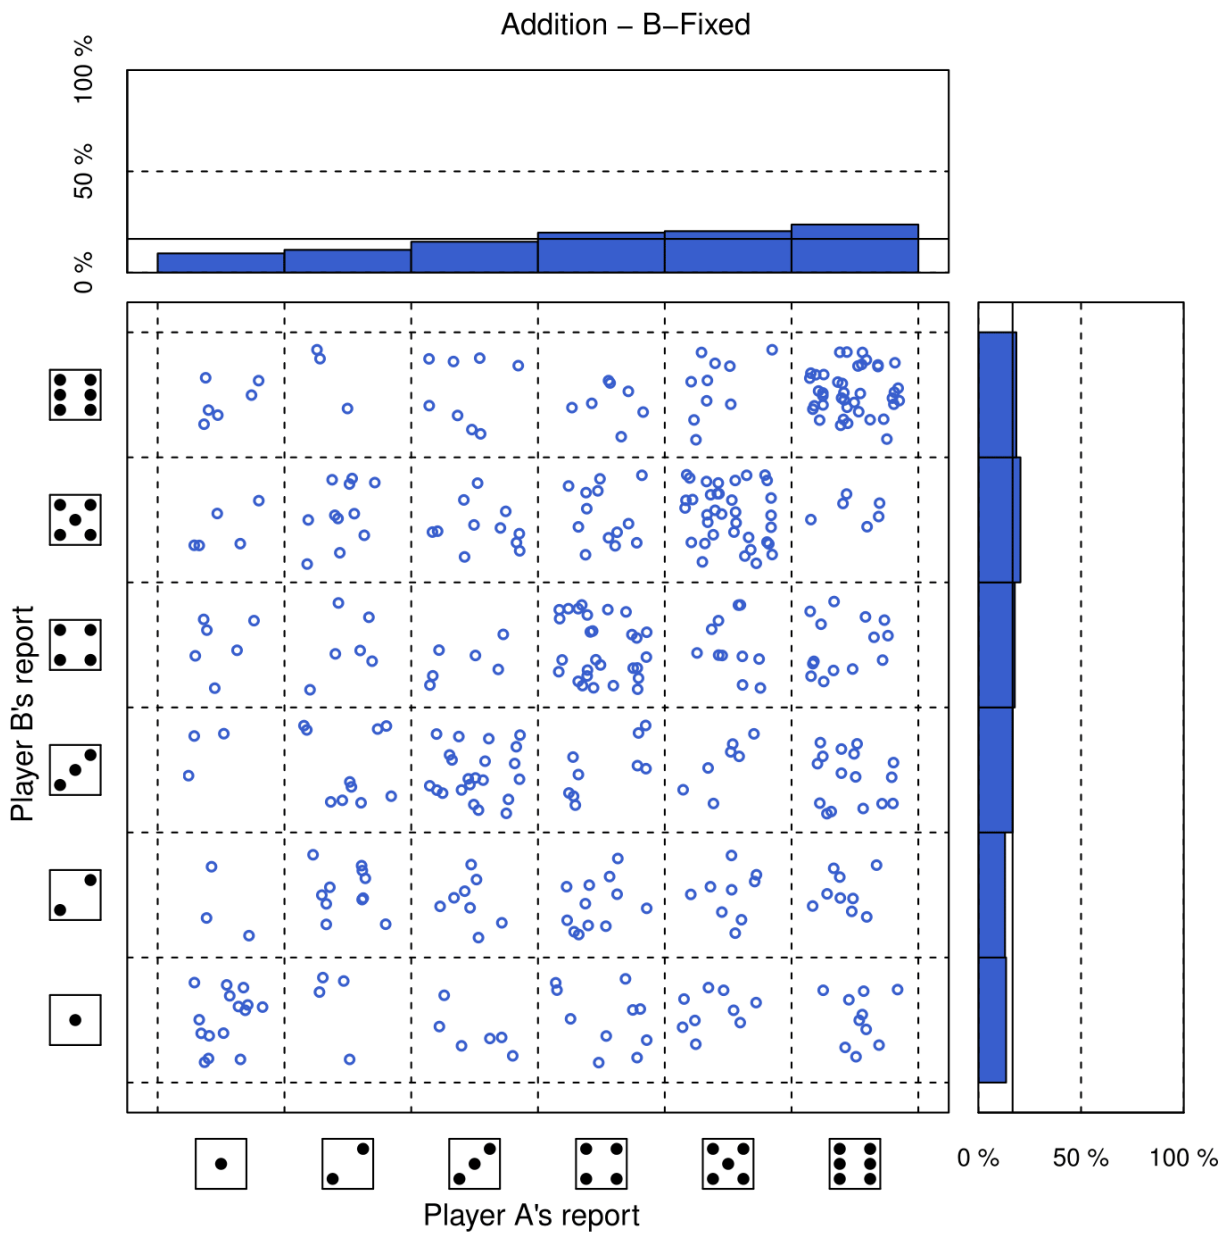 Addition − B−Fixed
100 %
50 %
0 %
Player B's report
0 %
50 %
100 %
Player A's report